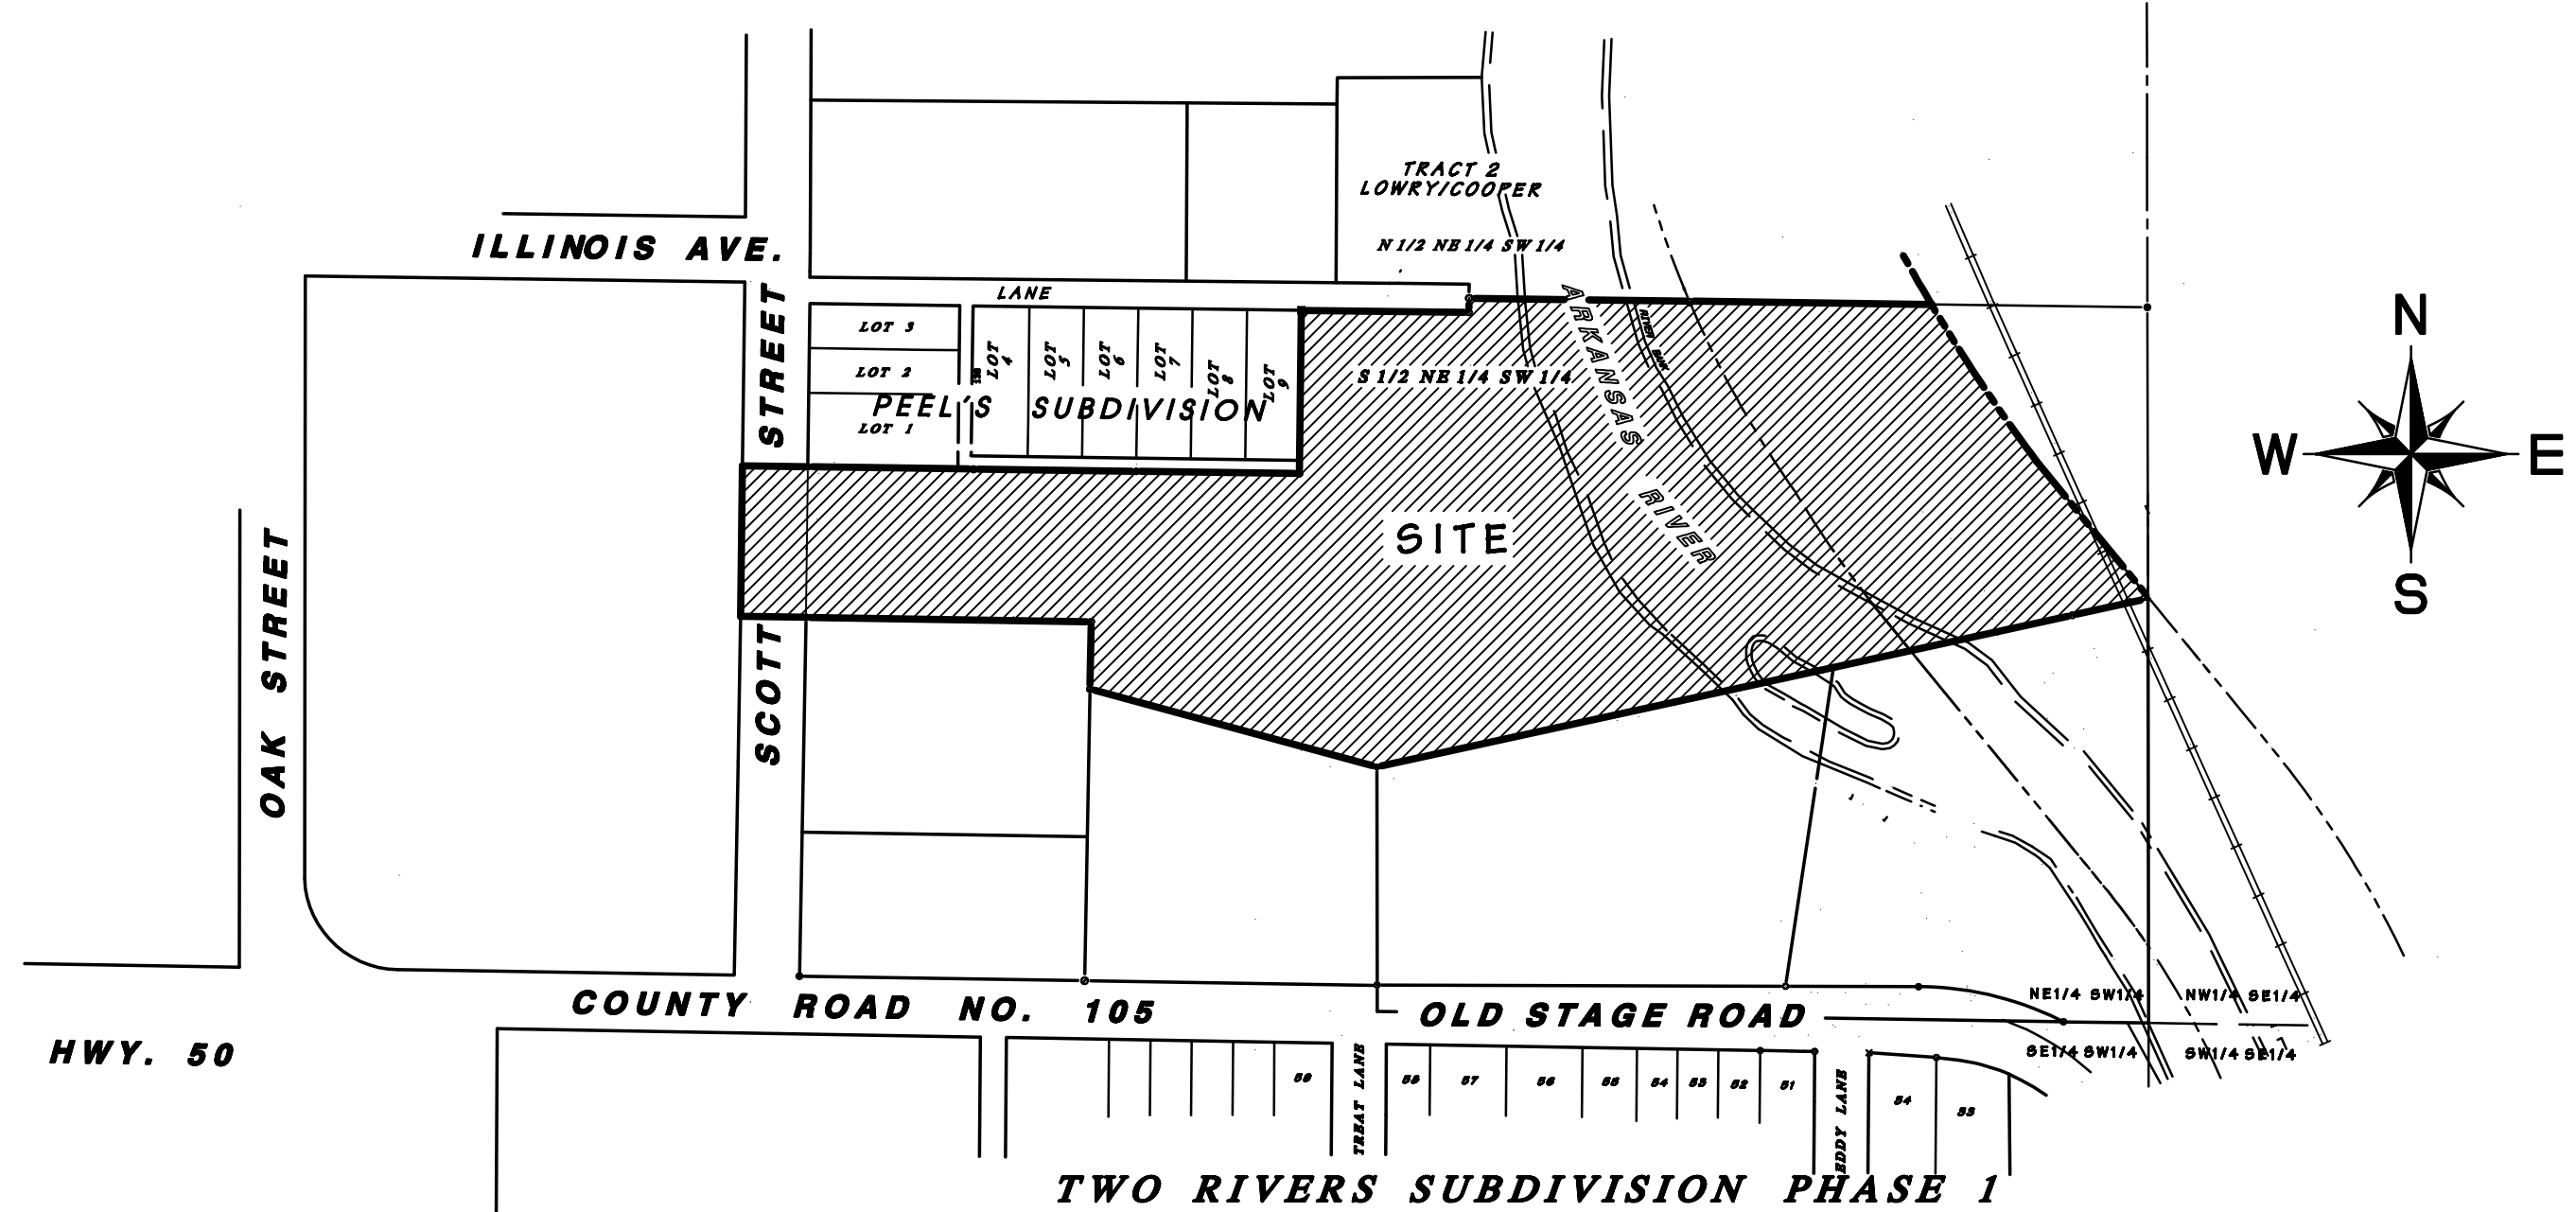 TRACT 2
LOWRY/COOPER
N 1/2 NE 1/4 SW 1/4
ILLINOIS AVE.
LANE
LOT 3
LOT 2
LOT 1
LOT 4
LOT 5
LOT 6
LOT 7
LOT 8
LOT 9
PEEL'S SUBDIVISION
S 1/2 NE 1/4 SW 1/4
ARKANSAS RIVER
RIVER BANK
SITE
SCOTT STREET
OAK STREET
N
W
E
S
COUNTY ROAD NO. 105
OLD STAGE ROAD
HWY. 50
NE1/4 SW1/4
NW1/4 SE1/4
SE1/4 SW1/4
SW1/4 SE1/4
59
TREAT LANE
58
57
56
55
54
53
52
51
EDDY LANE
54
53
TWO RIVERS SUBDIVISION PHASE 1